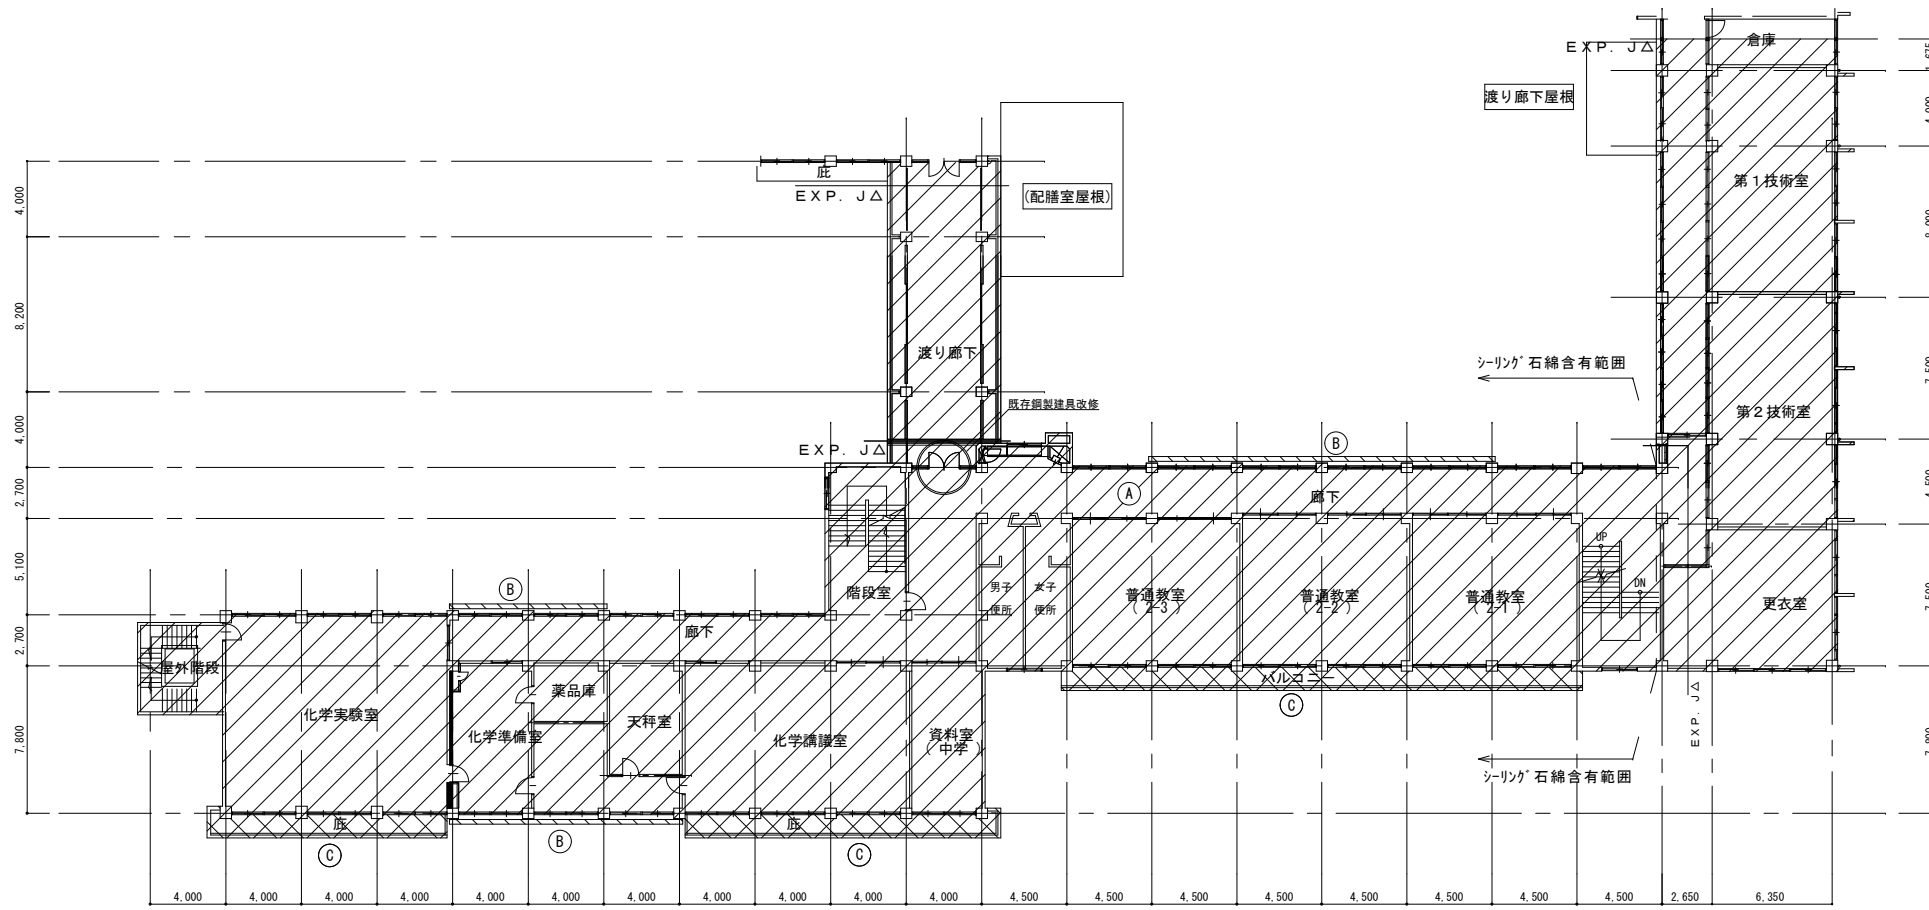 倉庫
EXP. J△
渡り廊下屋根
第1技術室
庇
EXP. J△
(配膳室屋根)
渡り廊下
シーリング石綿含有範囲
第2技術室
既存鋼製建具改修
EXP. J△
B
A
廊下
UP
DN
男子
便所
女子
便所
普通教室
( 2-3 )
普通教室
( 2-2 )
普通教室
( 2-1 )
更衣室
階段室
B
廊下
屋外階段
化学実験室
化学準備室
薬品庫
天秤室
化学講議室
資料室
( 中学 )
バルコニー
C
EXP. J△
シーリング石綿含有範囲
庇
庇
C
B
C
4,000
8,200
4,000
2,700
5,100
2,700
7,800
4,000 4,000 4,000 4,000 4,000 4,000 4,000 4,000 4,000 4,000 4,000 4,500 4,500 4,500 4,500 4,500 4,500 4,500 4,500 2,650 6,350